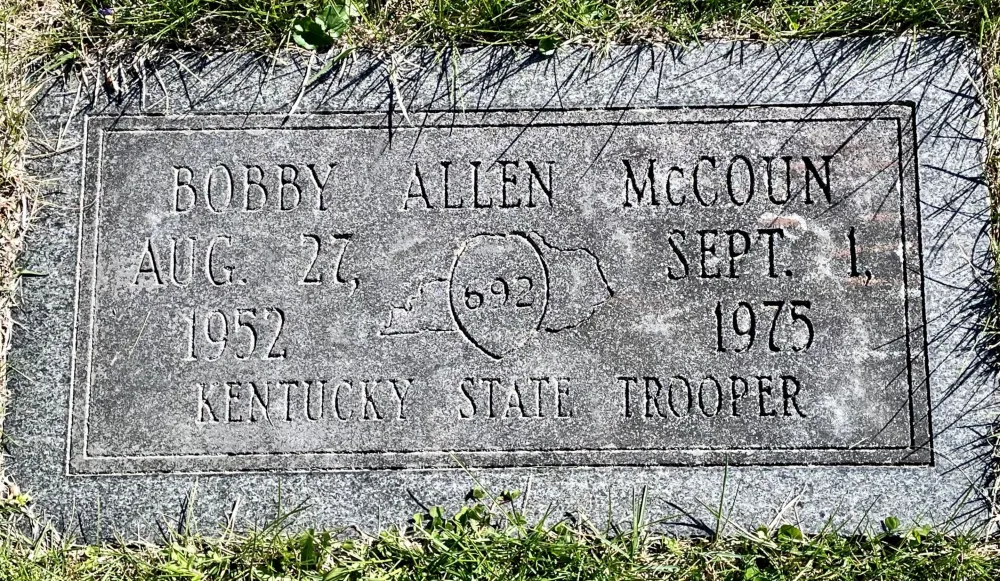 BOBBY ALLEN McCOUN
AUG. 27, 1952
692
SEPT. 1, 1975
KENTUCKY STATE TROOPER